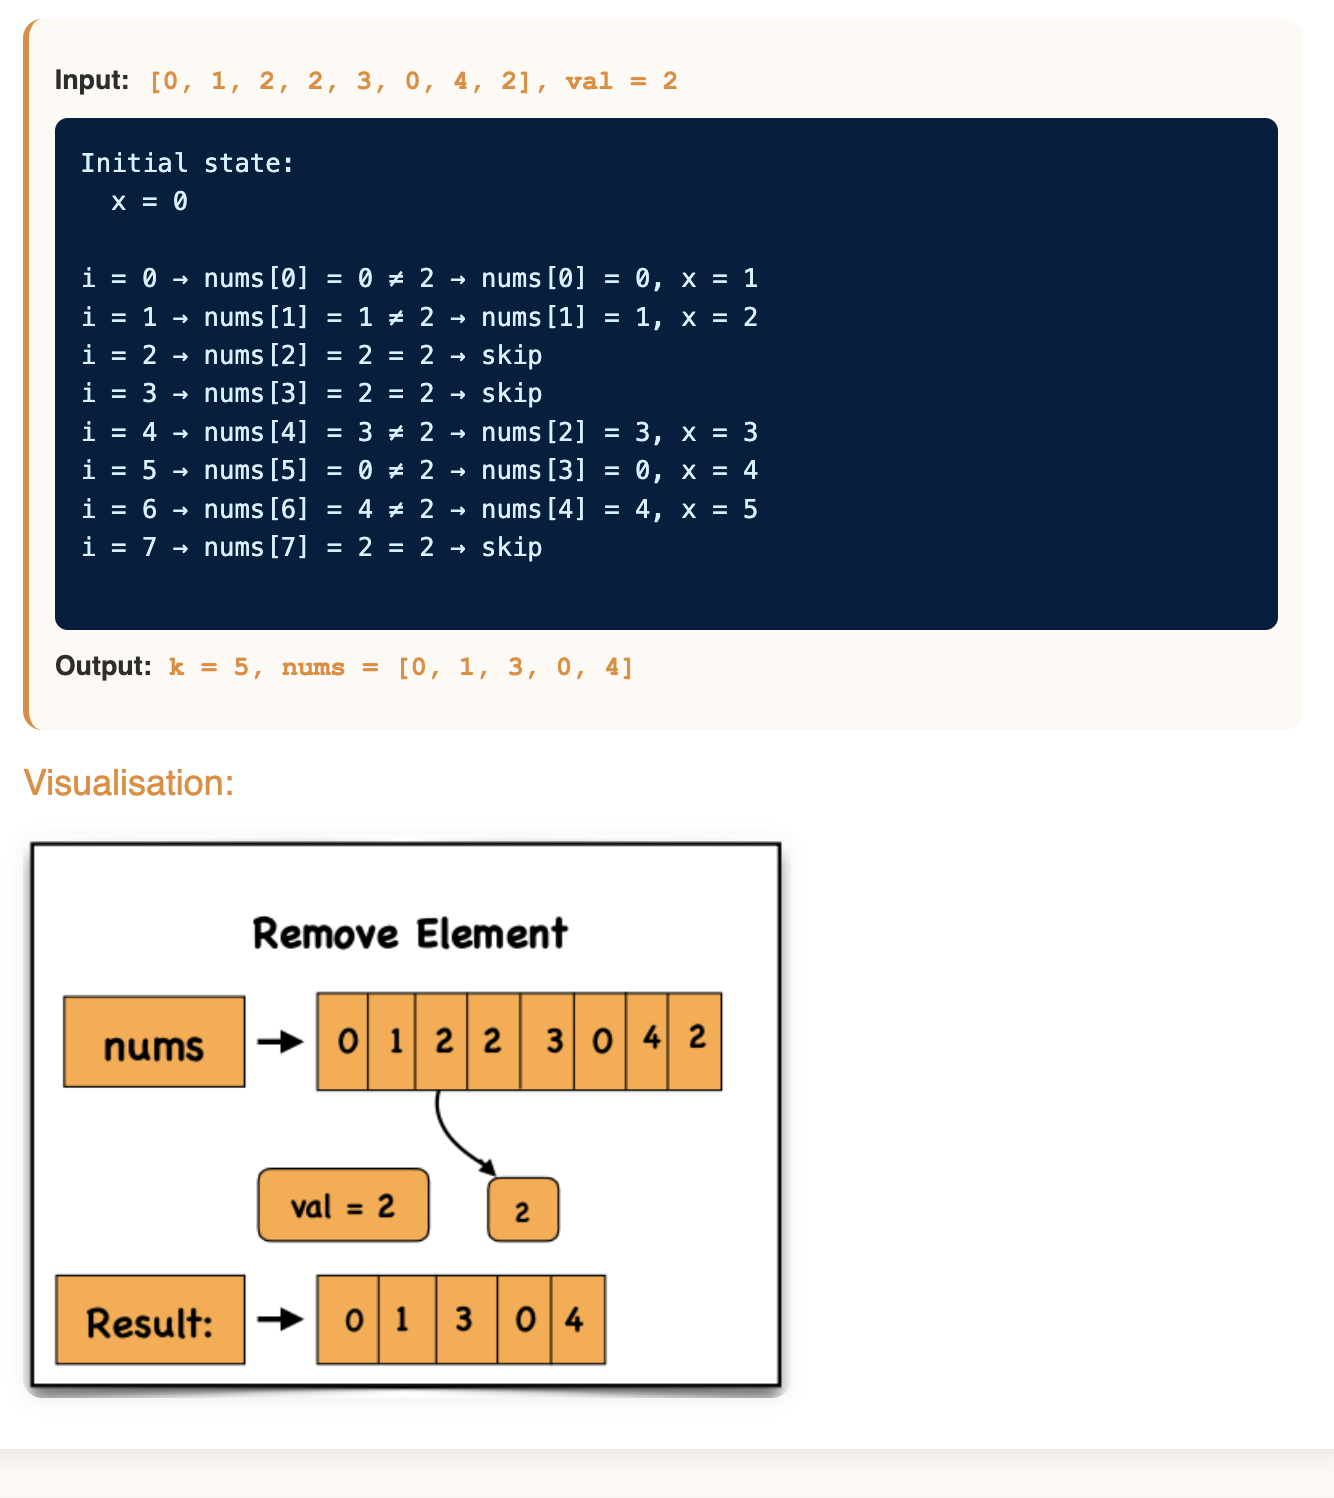 Input: [0, 1, 2, 2, 3, 0, 4, 2], val = 2
Initial state:
x = 0
i = 0 → nums[0] = 0 ≠ 2 → nums[0] = 0, x = 1
i = 1 → nums[1] = 1 ≠ 2 → nums[1] = 1, x = 2
i = 2 → nums[2] = 2 = 2 → skip
i = 3 → nums[3] = 2 = 2 → skip
i = 4 → nums[4] = 3 ≠ 2 → nums[2] = 3, x = 3
i = 5 → nums[5] = 0 ≠ 2 → nums[3] = 0, x = 4
i = 6 → nums[6] = 4 ≠ 2 → nums[4] = 4, x = 5
i = 7 → nums[7] = 2 = 2 → skip
Output: k = 5, nums = [0, 1, 3, 0, 4]
Visualisation:
Remove Element
nums 0 1 2 2 3 0 4 2
val = 2 2
Result: 0 1 3 0 4